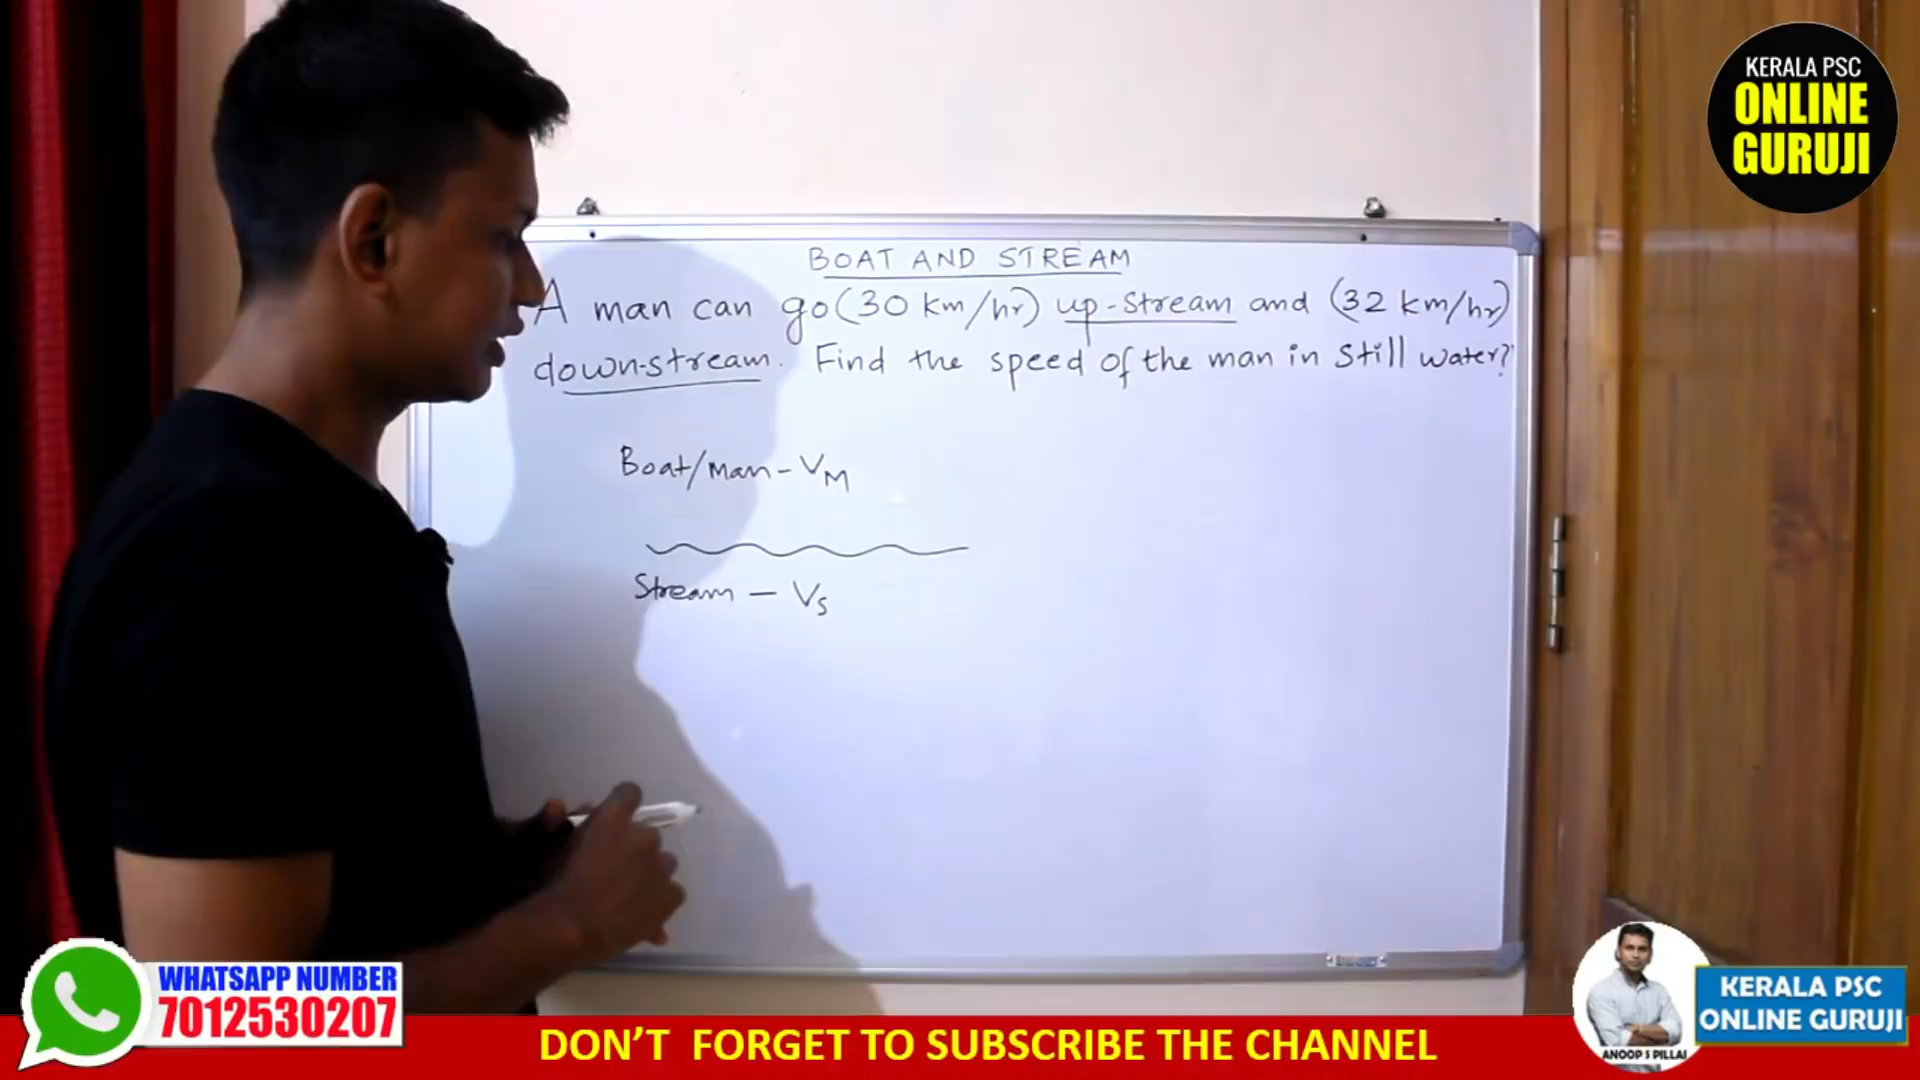 KERALA PSC
ONLINE
GURUJI
BOAT AND STREAM
A man can go (30 km/hr) up-stream and (32 km/hr)
down-stream. Find the speed of the man in still water?
Boat/man - VM
Stream - Vs
WHATSAPP NUMBER
7012530207
DON'T FORGET TO SUBSCRIBE THE CHANNEL
ANOOP S PILLAI
KERALA PSC
ONLINE GURUJI